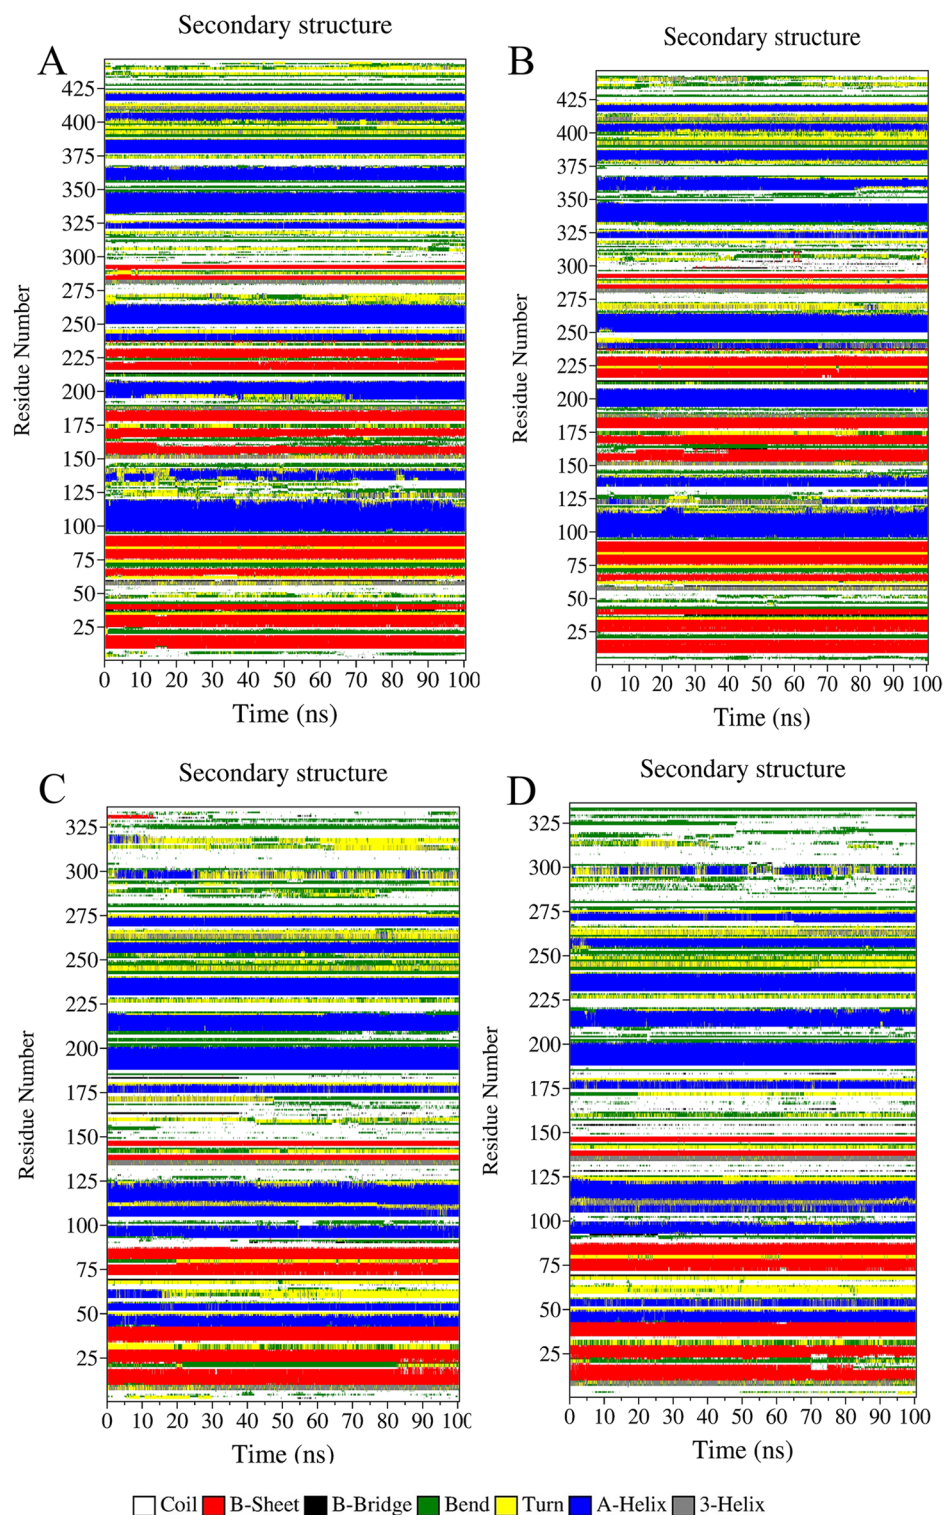 Secondary structure
A
425
400
375
350
325
300
275
250
225
200
175
150
125
100
75
50
25
Residue Number
0 10 20 30 40 50 60 70 80 90 100
Time (ns)
Secondary structure
B
425
400
375
350
325
300
275
250
225
200
175
150
125
100
75
50
25
Residue Number
0 10 20 30 40 50 60 70 80 90 100
Time (ns)
Secondary structure
C
325
300
275
250
225
200
175
150
125
100
75
50
25
Residue Number
0 10 20 30 40 50 60 70 80 90 100
Time (ns)
Secondary structure
D
325
300
275
250
225
200
175
150
125
100
75
50
25
Residue Number
0 10 20 30 40 50 60 70 80 90 100
Time (ns)
Coil B-Sheet B-Bridge Bend Turn A-Helix 3-Helix